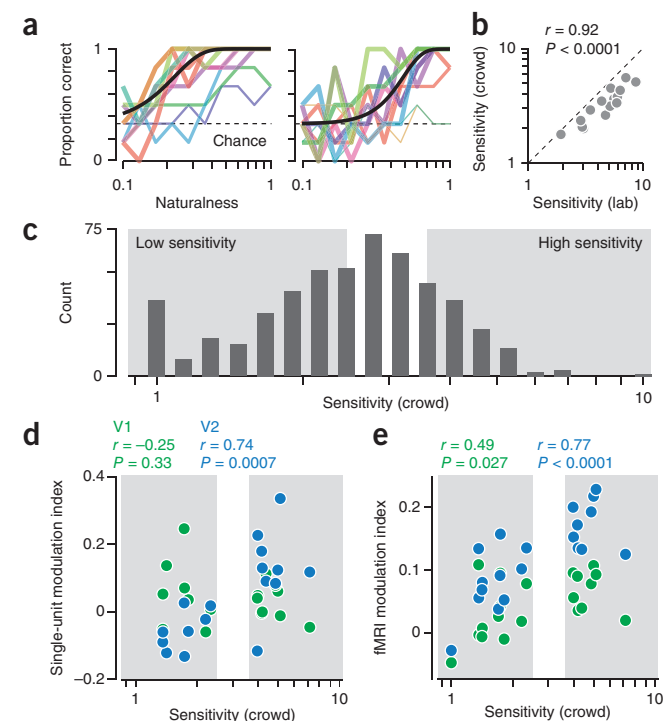 a
Proportion correct
1
0
Chance
0.1
1
0.1
1
Naturalness
b
r = 0.92
P < 0.0001
Sensitivity (crowd)
10
1
1
10
Sensitivity (lab)
c
Count
75
0
Low sensitivity
High sensitivity
1
10
Sensitivity (crowd)
d
V1
r = –0.25
P = 0.33
V2
r = 0.74
P = 0.0007
Single-unit modulation index
0.4
0.2
0
–0.2
1
10
Sensitivity (crowd)
e
r = 0.49
P = 0.027
r = 0.77
P < 0.0001
fMRI modulation index
0.2
0.1
0
1
10
Sensitivity (crowd)